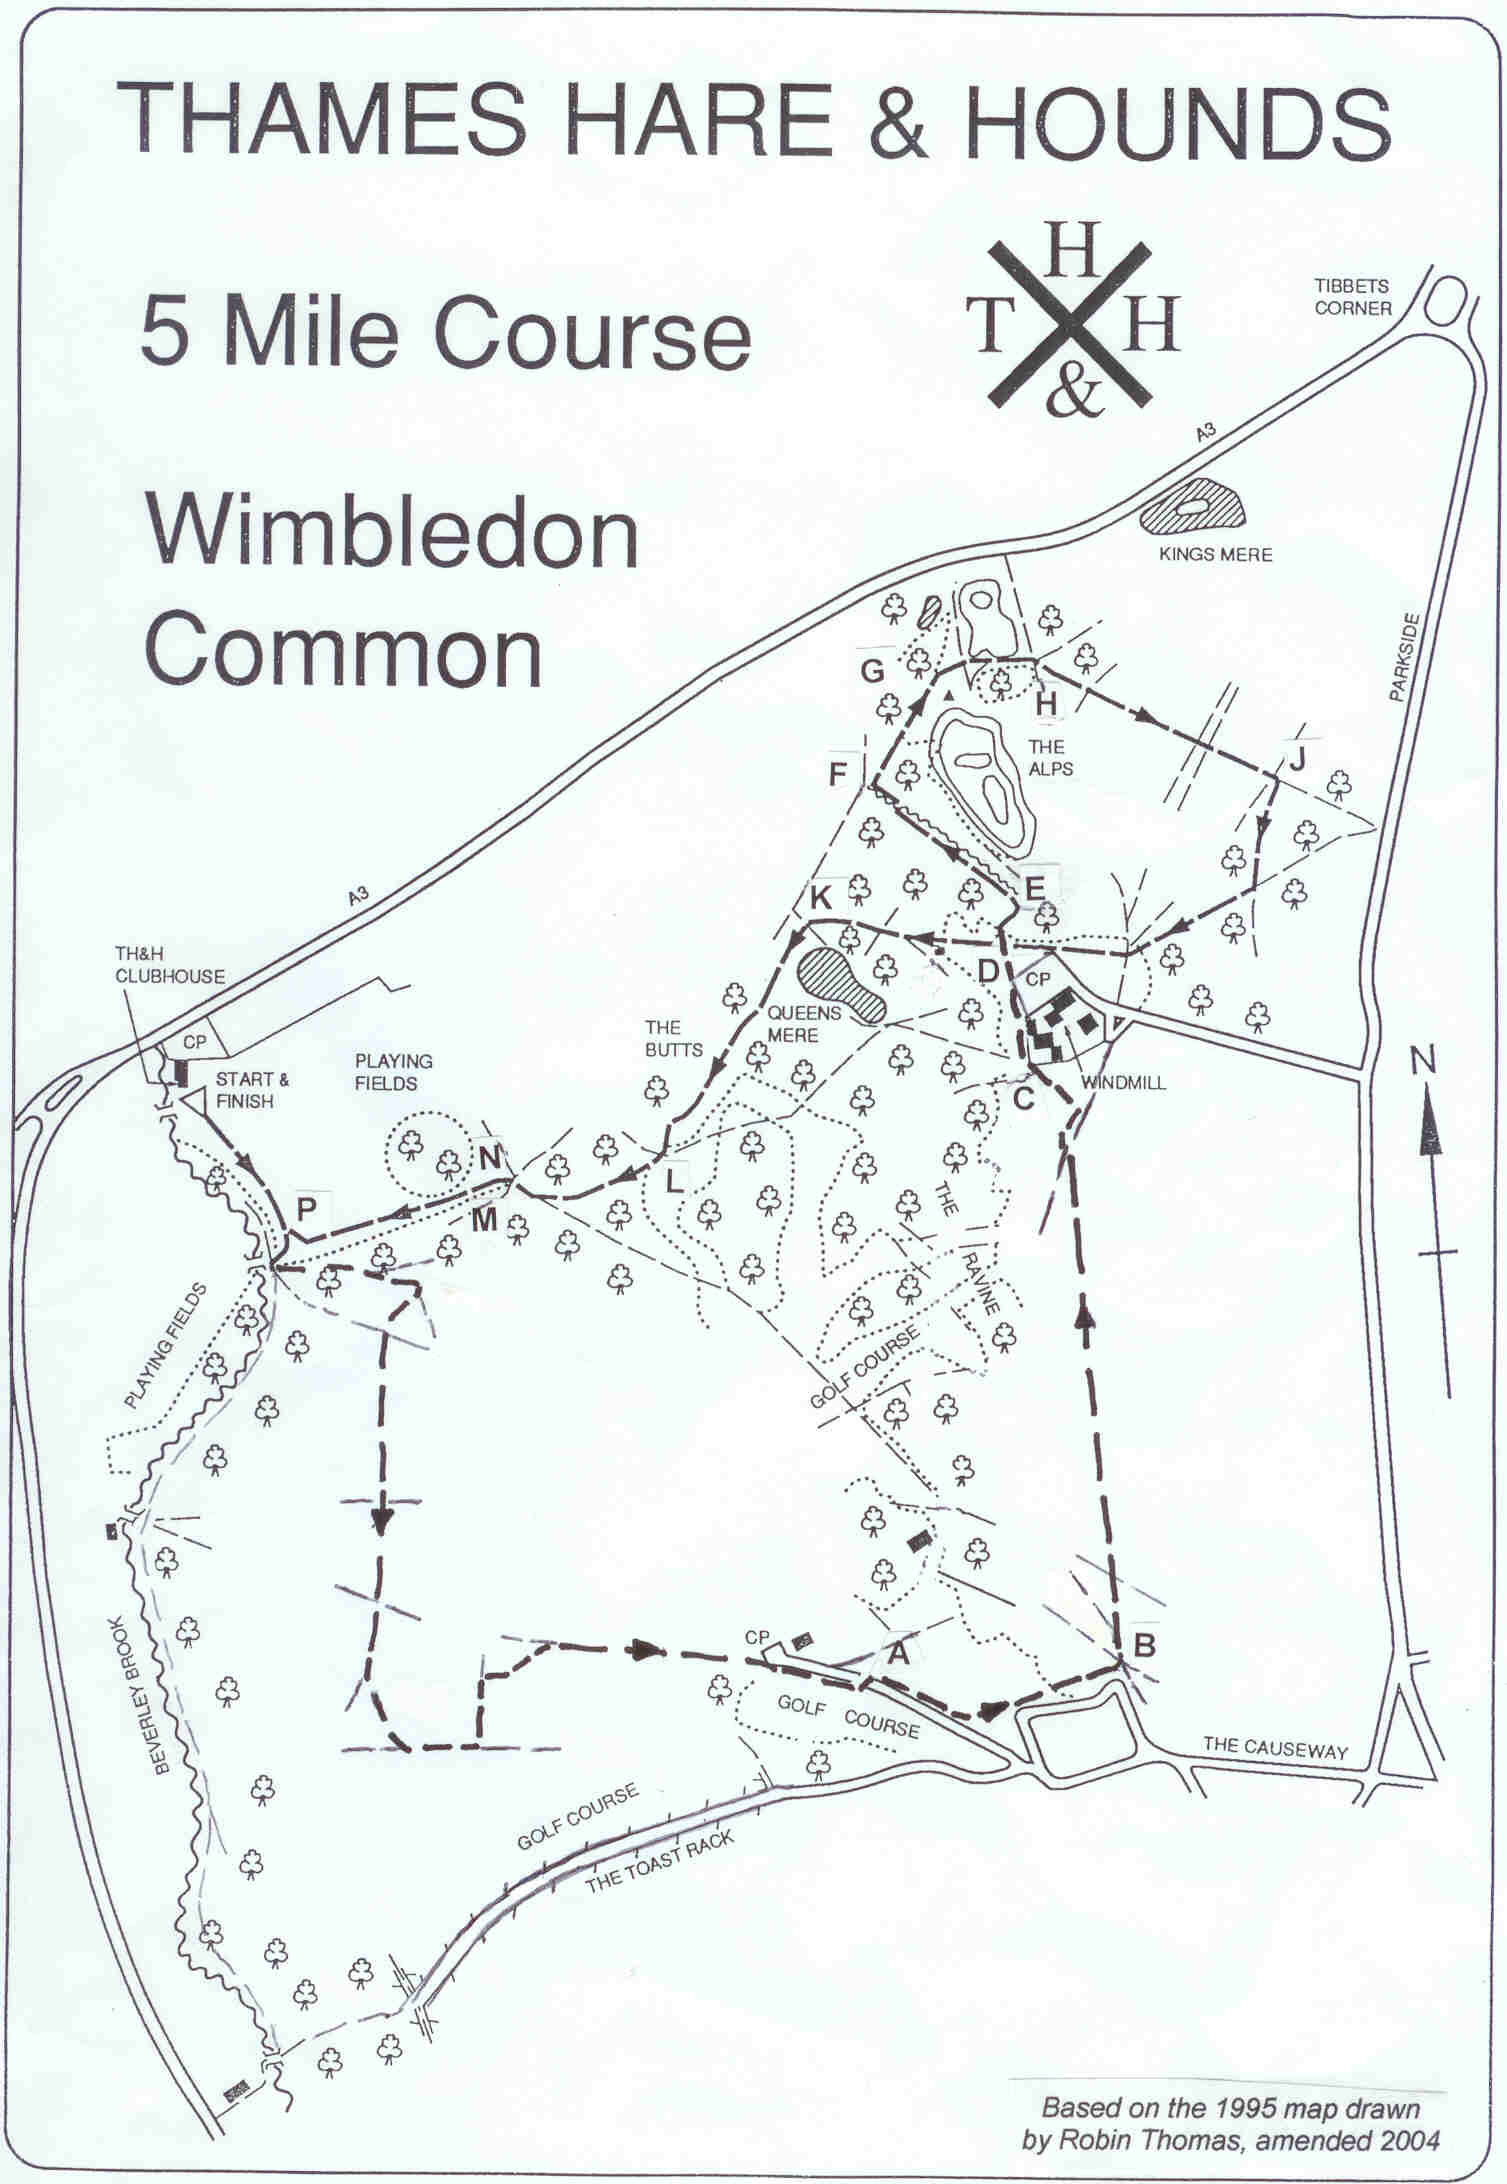 THAMES HARE & HOUNDS
5 Mile Course
Wimbledon
Common
H
T H
&
TIBBETS
CORNER
A3
KINGS MERE
PARKSIDE
G
H
THE
ALPS
J
F
E
K
A3
TH&H
CLUBHOUSE
D
CP
QUEENS
MERE
THE
BUTTS
CP
PLAYING
FIELDS
START &
FINISH
WINDMILL
C
N
N
L
M
P
THE
RAVINE
PLAYING FIELDS
GOLF COURSE
BEVERLEY BROOK
CP
A
B
GOLF COURSE
THE CAUSEWAY
GOLF COURSE
THE TOAST RACK
Based on the 1995 map drawn
by Robin Thomas, amended 2004